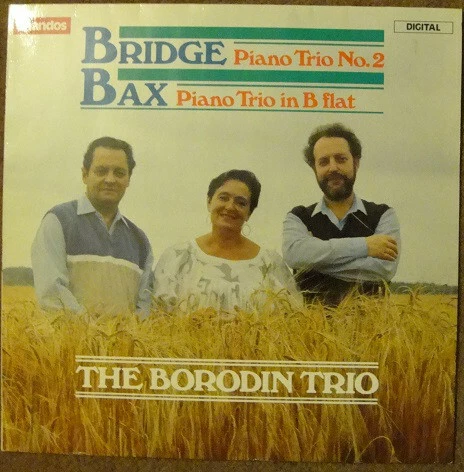 Chandos
DIGITAL
BRIDGE Piano Trio No.2
BAX Piano Trio in B flat
THE BORODIN TRIO